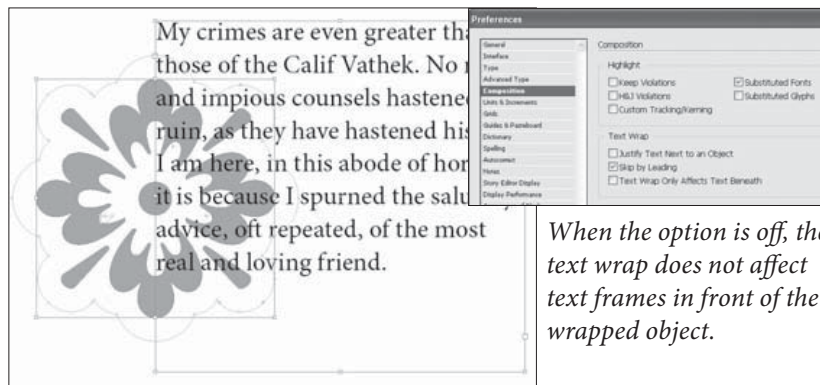 My crimes are even greater tha
those of the Calif Vathek. No
and impious counsels hastene
ruin, as they have hastened his
I am here, in this abode of hor
it is because I spurned the salu
advice, oft repeated, of the most
real and loving friend.
Preferences
General
Interface
Type
Advanced Type
Composition
Units & Increments
Grids
Guides & Pasteboard
Dictionary
Spelling
Autocorrect
Notes
Story Editor Display
Display Performance
Composition
Highlight
Keep Violations
Substituted Fonts
H&J Violations
Substituted Glyphs
Custom Tracking/Kerning
Text Wrap
Justify Text Next to an Object
Skip by Leading
Text Wrap Only Affects Text Beneath
When the option is off, the
text wrap does not affect
text frames in front of the
wrapped object.